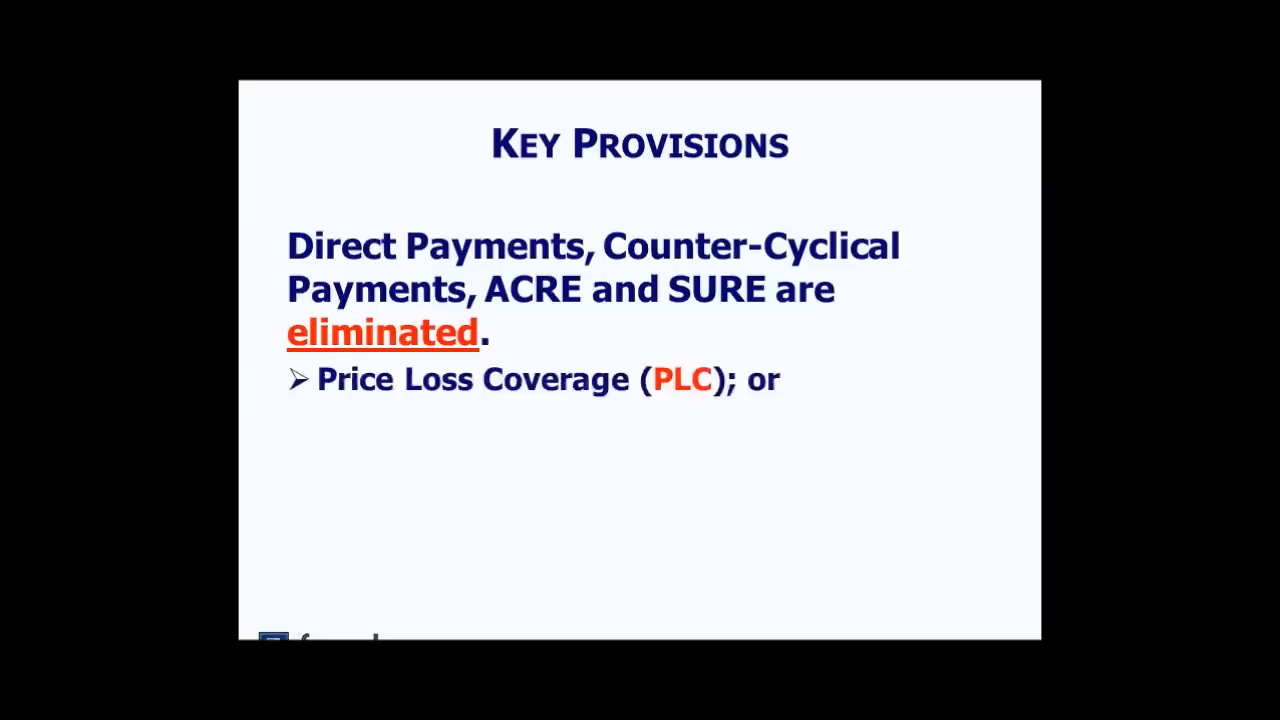 KEY PROVISIONS
Direct Payments, Counter-Cyclical
Payments, ACRE and SURE are
eliminated.
Price Loss Coverage (PLC); or